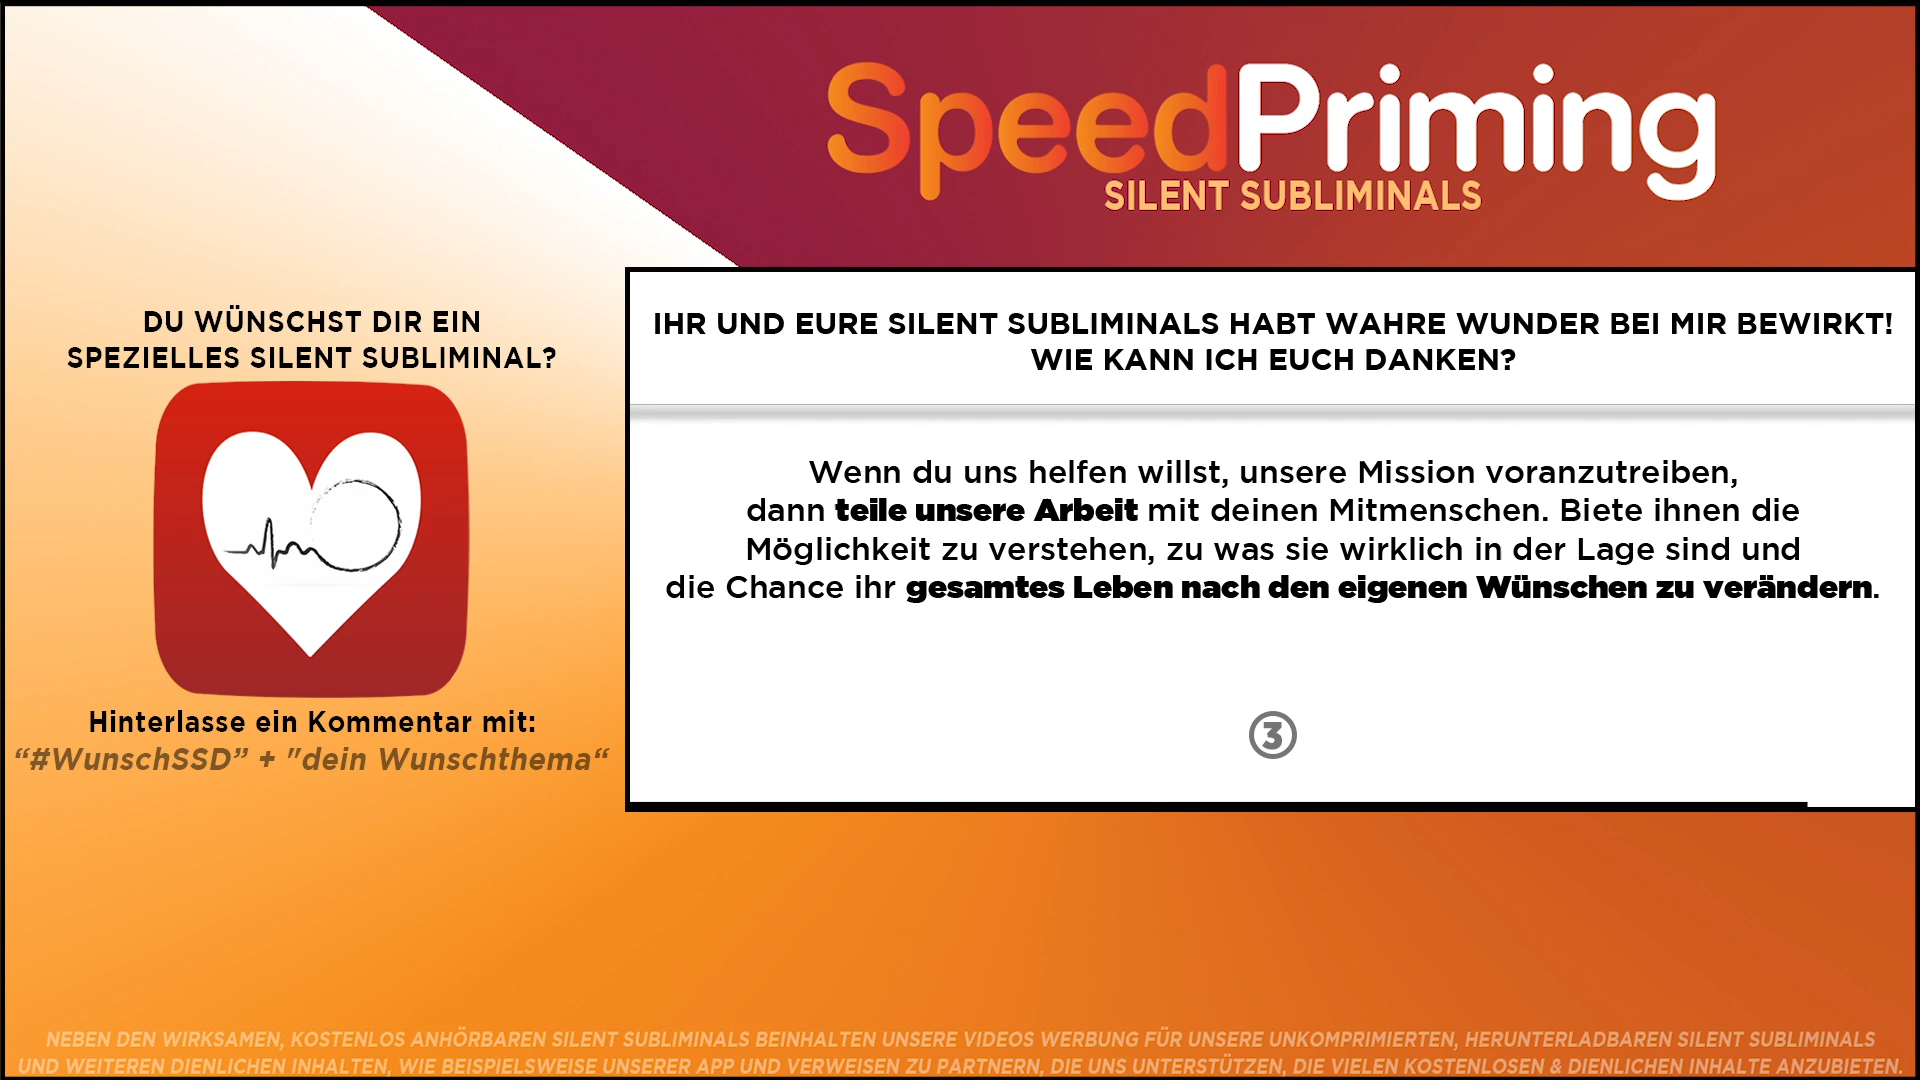 SpeedPriming
SILENT SUBLIMINALS
DU WÜNSCHST DIR EIN
SPEZIELLES SILENT SUBLIMINAL?
Hinterlasse ein Kommentar mit:
“#WunschSSD” + "dein Wunschthema“
IHR UND EURE SILENT SUBLIMINALS HABT WAHRE WUNDER BEI MIR BEWIRKT!
WIE KANN ICH EUCH DANKEN?
Wenn du uns helfen willst, unsere Mission voranzutreiben,
dann teile unsere Arbeit mit deinen Mitmenschen. Biete ihnen die
Möglichkeit zu verstehen, zu was sie wirklich in der Lage sind und
die Chance ihr gesamtes Leben nach den eigenen Wünschen zu verändern.
3
NEBEN DEN WIRKSAMEN, KOSTENLOS ANHÖRBAREN SILENT SUBLIMINALS BEINHALTEN UNSERE VIDEOS WERBUNG FÜR UNSERE UNKOMPRIMIERTEN, HERUNTERLADBAREN SILENT SUBLIMINALS
UND WEITEREN DIENLICHEN INHALTEN, WIE BEISPIELSWEISE UNSERER APP UND VERWEISEN ZU PARTNERN, DIE UNS UNTERSTÜTZEN, DIE VIELEN KOSTENLOSEN & DIENLICHEN INHALTE ANZUBIETEN.